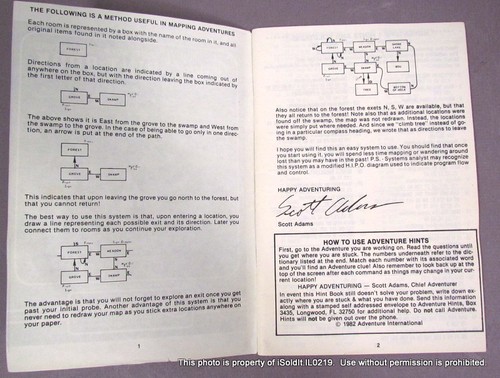 THE FOLLOWING IS A METHOD USEFUL IN MAPPING ADVENTURES
Each room is represented by a box with the name of the room in it, and all
original items found in it noted alongside.
FOREST
Directions from a location are indicated by a line coming out of
anywhere on the box, but with the direction leaving the box indicated by
the first letter of that direction.
GROVE
SWAMP
The above shows it is East from the grove to the swamp and West from
the swamp to the grove. In the case of being able to go only in one direc-
tion, an arrow is put at the end of the path.
FOREST
GROVE
SWAMP
This indicates that upon leaving the grove you go north to the forest, but
that you cannot return!
The best way to use this system is that, upon entering a location, you
draw a line representing each possible exit and its direction. Later you
connect them to rooms as you continue your exploration.
FOREST
MEADOW
GROVE
SWAMP
The advantage is that you will not forget to explore an exit once you get
past your initial probe. Another advantage of this system is that you
never need to redraw your map as you stick extra locations anywhere on
your paper.
1
FOREST
MEADOW
GROVE
SWAMP
TREE
Also notice that on the forest the exits N, S, W are available, but that
they all return to the forest! Note also that as additional locations were
found off the swamp, the map was not redrawn. Instead, the locations
were simply put where needed. And since we "climb tree" instead of go-
ing in a particular compass heading, we wrote that as directions to leave
the swamp.
I hope you will find this an easy system to use. You should find that once
you start using it, you will spend less time mapping or wandering around
lost than you may have in the past! P.S.- Systems analyst may recognize
this system as a modified H.I.P.O. diagram used to indicate program flow
and control.
HAPPY ADVENTURING
Scott Adams
Scott Adams
HOW TO USE ADVENTURE HINTS
First, go to the Adventure you are working on. Read the questions until
you get where you are stuck. The numbers underneath refer to the dic-
tionary listed at the end. Match each number with its associated word
and you'll find an Adventure clue! Also remember to look back up at the
top of the screen after each command as things may change in your cur-
rent location!
HAPPY ADVENTURING — Scott Adams, Chief Adventurer
In event this Hint Book still doesn't solve your problem, write down ex-
actly where you are stuck & what you have done. Send this information
along with a stamped self addressed envelope to Adventure Hints, Box
3435, Longwood, FL 32750 for additional help. Do not call Adventure.
Hints will not be given out over the phone.
© 1982 Adventure International
2
This photo is property of iSoldIt.IL0219. Use without permission is prohibited.